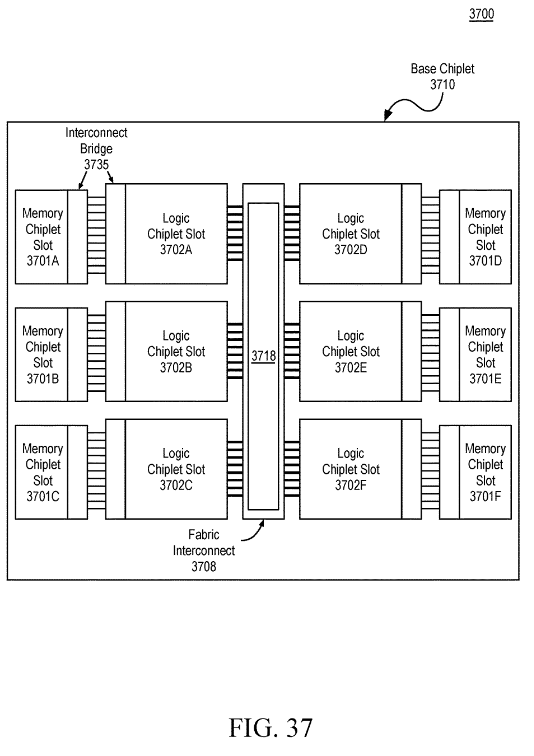 3700
Base Chiplet
3710
Interconnect
Bridge
3735
Memory
Chiplet
Slot
3701A
Logic
Chiplet Slot
3702A
Logic
Chiplet Slot
3702D
Memory
Chiplet
Slot
3701D
Memory
Chiplet
Slot
3701B
Logic
Chiplet Slot
3702B
3718
Logic
Chiplet Slot
3702E
Memory
Chiplet
Slot
3701E
Memory
Chiplet
Slot
3701C
Logic
Chiplet Slot
3702C
Logic
Chiplet Slot
3702F
Memory
Chiplet
Slot
3701F
Fabric
Interconnect
3708
FIG. 37